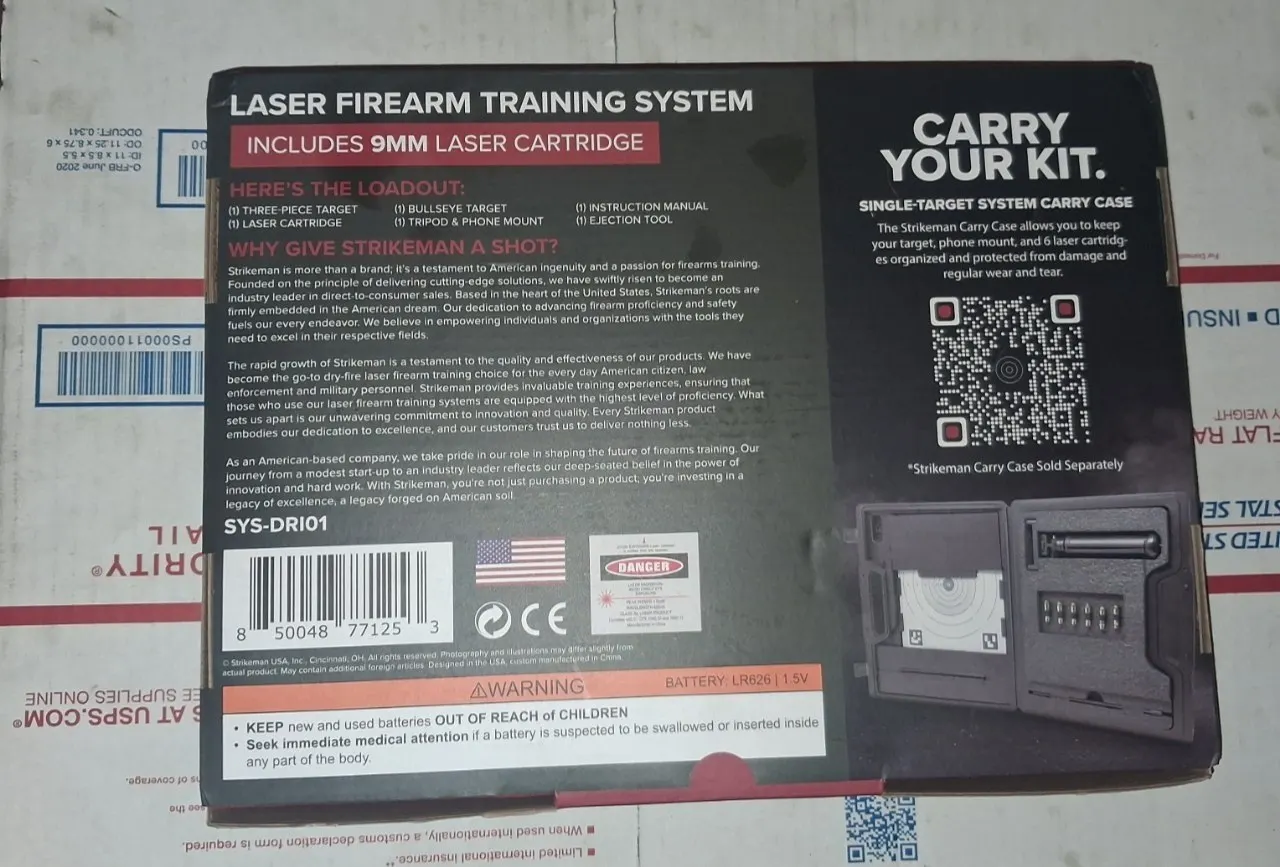 LASER FIREARM TRAINING SYSTEM
INCLUDES 9MM LASER CARTRIDGE
HERE'S THE LOADOUT:
(1) THREE-PIECE TARGET
(1) BULLSEYE TARGET
(1) INSTRUCTION MANUAL
(1) LASER CARTRIDGE
(1) TRIPOD & PHONE MOUNT
(1) EJECTION TOOL
WHY GIVE STRIKEMAN A SHOT?
Strikeman is more than a brand; it's a testament to American ingenuity and a passion for firearms training.
Founded on the principle of delivering cutting-edge solutions, we have swiftly risen to become an
industry leader in direct-to-consumer sales. Based in the heart of the United States, Strikeman's roots are
firmly embedded in the American dream. Our dedication to advancing firearm proficiency and safety
fuels our every endeavor. We believe in empowering individuals and organizations with the tools they
need to excel in their respective fields.
The rapid growth of Strikeman is a testament to the quality and effectiveness of our products. We have
become the go-to dry-fire laser firearm training choice for the every day American citizen, law
enforcement and military personnel. Strikeman provides invaluable training experiences, ensuring that
those who use our laser firearm training systems are equipped with the highest level of proficiency. What
sets us apart is our unwavering commitment to innovation and quality. Every Strikeman product
embodies our dedication to excellence, and our customers trust us to deliver nothing less.
As an American-based company, we take pride in our role in shaping the future of firearms training. Our
journey from a modest start-up to an industry leader reflects our deep-seated belief in the power of
innovation and hard work. With Strikeman, you're not just purchasing a product; you're investing in a
legacy of excellence, a legacy forged on American soil.
SYS-DRI01
8 50048 77125 3
DANGER
CE
© Strikeman USA, Inc., Cincinnati, OH. All rights reserved. Photography and illustrations may differ slightly from
actual product. May contain additional foreign articles. Designed in the USA, custom manufactured in China.
WARNING
BATTERY: LR626 | 1.5V
• KEEP new and used batteries OUT OF REACH of CHILDREN
• Seek immediate medical attention if a battery is suspected to be swallowed or inserted inside
any part of the body.
CARRY
YOUR KIT.
SINGLE-TARGET SYSTEM CARRY CASE
The Strikeman Carry Case allows you to keep
your target, phone mount, and 6 laser cartridg-
es organized and protected from damage and
regular wear and tear.
*Strikeman Carry Case Sold Separately
O-FRB June 2020
ID: 11 x 8.5 x 5.5
OD: 11.25 x 8.75 x 6
ODCUFT: 0.341
00
PS00011000000
ORITY®
AIL
EE SUPPLIES ONLINE
S AT USPS.COM®
ns of coverage.
see the
■ When used internationally, a customs declaration form is required.
■ Limited international insurance.**
D ■ INSU
FLAT RA
Y WEIGHT